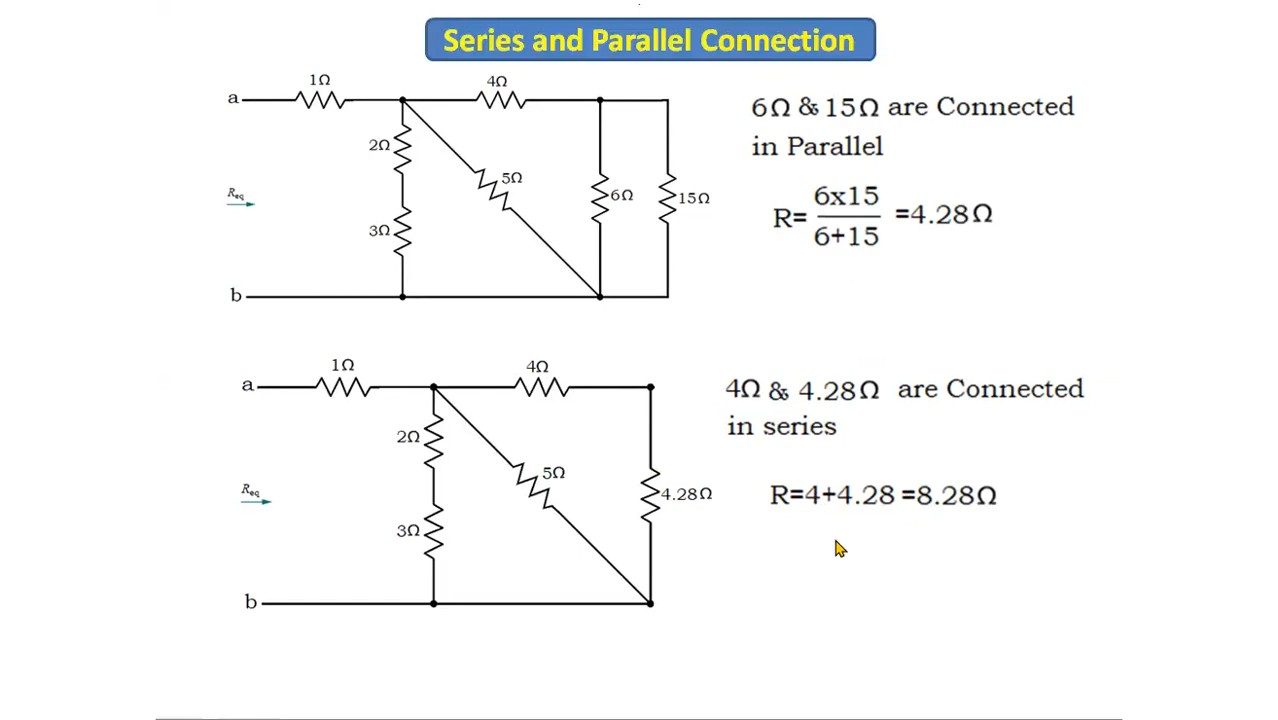 Series and Parallel Connection
1Ω
4Ω
a
2Ω
5Ω
R_eq
6Ω
15Ω
3Ω
b
6Ω & 15Ω are Connected
in Parallel
R= 6x15 / 6+15 =4.28Ω
1Ω
4Ω
a
2Ω
5Ω
R_eq
4.28Ω
3Ω
b
4Ω & 4.28Ω are Connected
in series
R=4+4.28 =8.28Ω